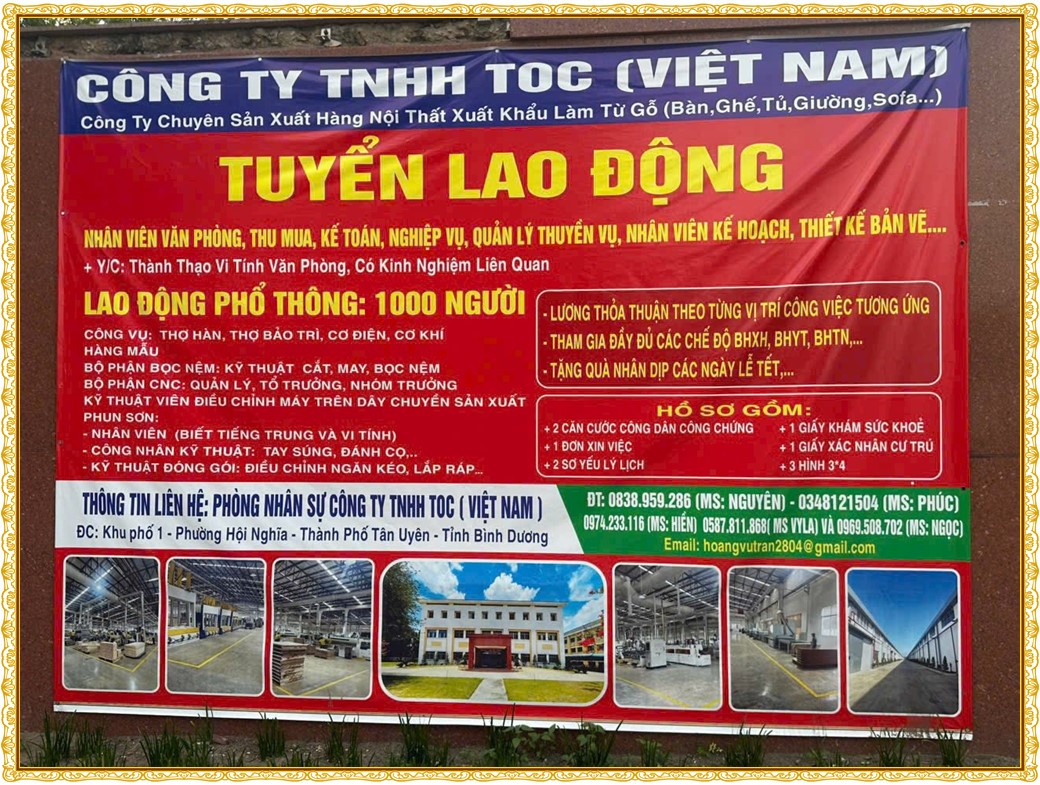 CÔNG TY TNHH TOC (VIỆT NAM)
Công Ty Chuyên Sản Xuất Hàng Nội Thất Xuất Khẩu Làm Từ Gỗ (Bàn,Ghế,Tủ,Giường,Sofa...)
TUYỂN LAO ĐỘNG
NHÂN VIÊN VĂN PHÒNG, THU MUA, KẾ TOÁN, NGHIỆP VỤ, QUẢN LÝ THUYỀN VỤ, NHÂN VIÊN KẾ HOẠCH, THIẾT KẾ BẢN VẼ....
+ Y/C: Thành Thạo Vi Tính Văn Phòng, Có Kinh Nghiệm Liên Quan
LAO ĐỘNG PHỔ THÔNG: 1000 NGƯỜI
CÔNG VỤ: THỢ HÀN, THỢ BẢO TRÌ, CƠ ĐIỆN, CƠ KHÍ
HÀNG MẪU
BỘ PHẬN BỌC NỆM: KỸ THUẬT CẮT, MAY, BỌC NỆM
BỘ PHẬN CNC: QUẢN LÝ, TỔ TRƯỞNG, NHÓM TRƯỞNG
KỸ THUẬT VIÊN ĐIỀU CHỈNH MÁY TRÊN DÂY CHUYỀN SẢN XUẤT
PHUN SƠN:
- NHÂN VIÊN (BIẾT TIẾNG TRUNG VÀ VI TÍNH)
- CÔNG NHÂN KỸ THUẬT: TAY SÚNG, ĐÁNH CỌ,..
- KỸ THUẬT ĐÓNG GÓI: ĐIỀU CHỈNH NGĂN KÉO, LẮP RÁP...
- LƯƠNG THỎA THUẬN THEO TỪNG VỊ TRÍ CÔNG VIỆC TƯƠNG ỨNG
- THAM GIA ĐẦY ĐỦ CÁC CHẾ ĐỘ BHXH, BHYT, BHTN,...
- TẶNG QUÀ NHÂN DỊP CÁC NGÀY LỄ TẾT,...
HỒ SƠ GỒM:
+ 2 CĂN CƯỚC CÔNG DÂN CÔNG CHỨNG
+ 1 ĐƠN XIN VIỆC
+ 2 SƠ YẾU LÝ LỊCH
+ 1 GIẤY KHÁM SỨC KHOẺ
+ 1 GIẤY XÁC NHẬN CƯ TRÚ
+ 3 HÌNH 3*4
THÔNG TIN LIÊN HỆ: PHÒNG NHÂN SỰ CÔNG TY TNHH TOC ( VIỆT NAM )
ĐC: Khu phố 1 - Phường Hội Nghĩa - Thành Phố Tân Uyên - Tỉnh Bình Dương
ĐT: 0838.959.286 (MS: NGUYÊN) - 0348121504 (MS: PHÚC)
0974.233.116 (MS: HIỀN) 0587.811.868( MS VYLA) VÀ 0969.508.702 (MS: NGỌC)
Email: hoangvutran2804@gmail.com